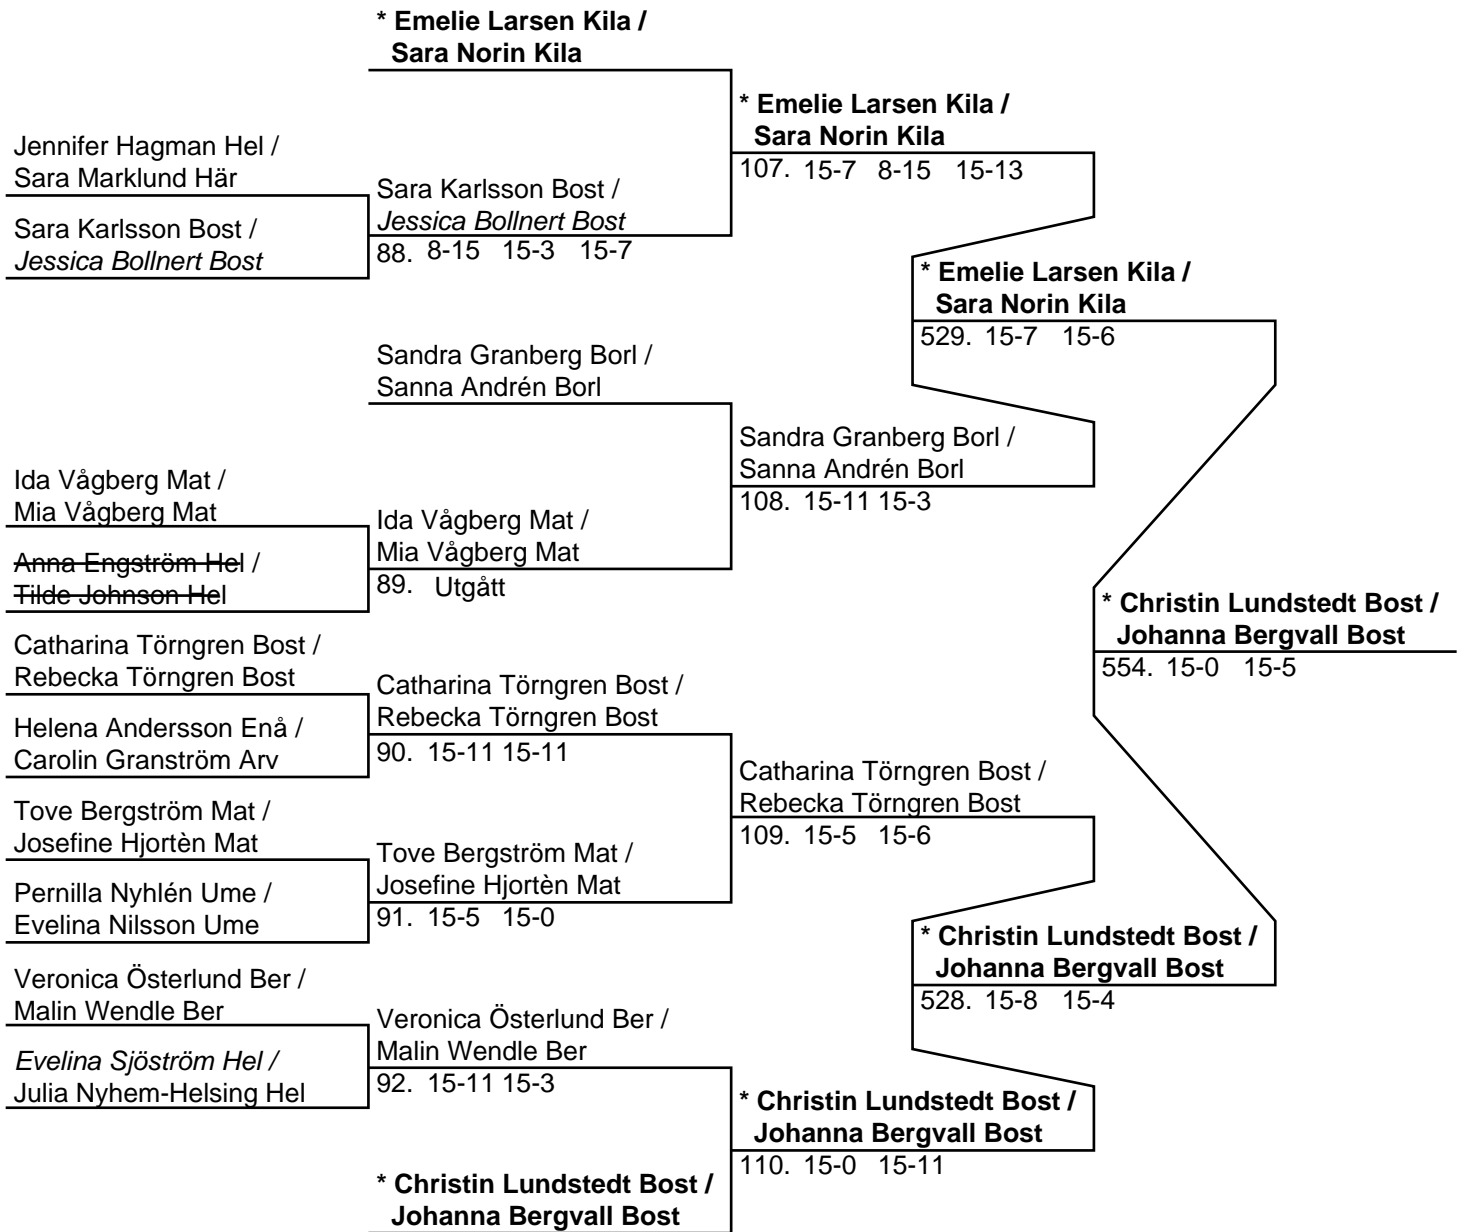 * Emelie Larsen Kila /
Sara Norin Kila
Jennifer Hagman Hel /
Sara Marklund Här
Sara Karlsson Bost /
Jessica Bollnert Bost
Sara Karlsson Bost /
Jessica Bollnert Bost
88. 8-15 15-3 15-7
* Emelie Larsen Kila /
Sara Norin Kila
107. 15-7 8-15 15-13
Sandra Granberg Borl /
Sanna Andrén Borl
Ida Vågberg Mat /
Mia Vågberg Mat
Anna Engström Hel /
Tilde Johnson Hel
Ida Vågberg Mat /
Mia Vågberg Mat
89. Utgått
Sandra Granberg Borl /
Sanna Andrén Borl
108. 15-11 15-3
* Emelie Larsen Kila /
Sara Norin Kila
529. 15-7 15-6
Catharina Törngren Bost /
Rebecka Törngren Bost
Helena Andersson Enå /
Carolin Granström Arv
Catharina Törngren Bost /
Rebecka Törngren Bost
90. 15-11 15-11
Tove Bergström Mat /
Josefine Hjortèn Mat
Pernilla Nyhlén Ume /
Evelina Nilsson Ume
Tove Bergström Mat /
Josefine Hjortèn Mat
91. 15-5 15-0
Catharina Törngren Bost /
Rebecka Törngren Bost
109. 15-5 15-6
Veronica Österlund Ber /
Malin Wendle Ber
Evelina Sjöström Hel /
Julia Nyhem-Helsing Hel
Veronica Österlund Ber /
Malin Wendle Ber
92. 15-11 15-3
* Christin Lundstedt Bost /
Johanna Bergvall Bost
* Christin Lundstedt Bost /
Johanna Bergvall Bost
110. 15-0 15-11
* Christin Lundstedt Bost /
Johanna Bergvall Bost
528. 15-8 15-4
* Christin Lundstedt Bost /
Johanna Bergvall Bost
554. 15-0 15-5